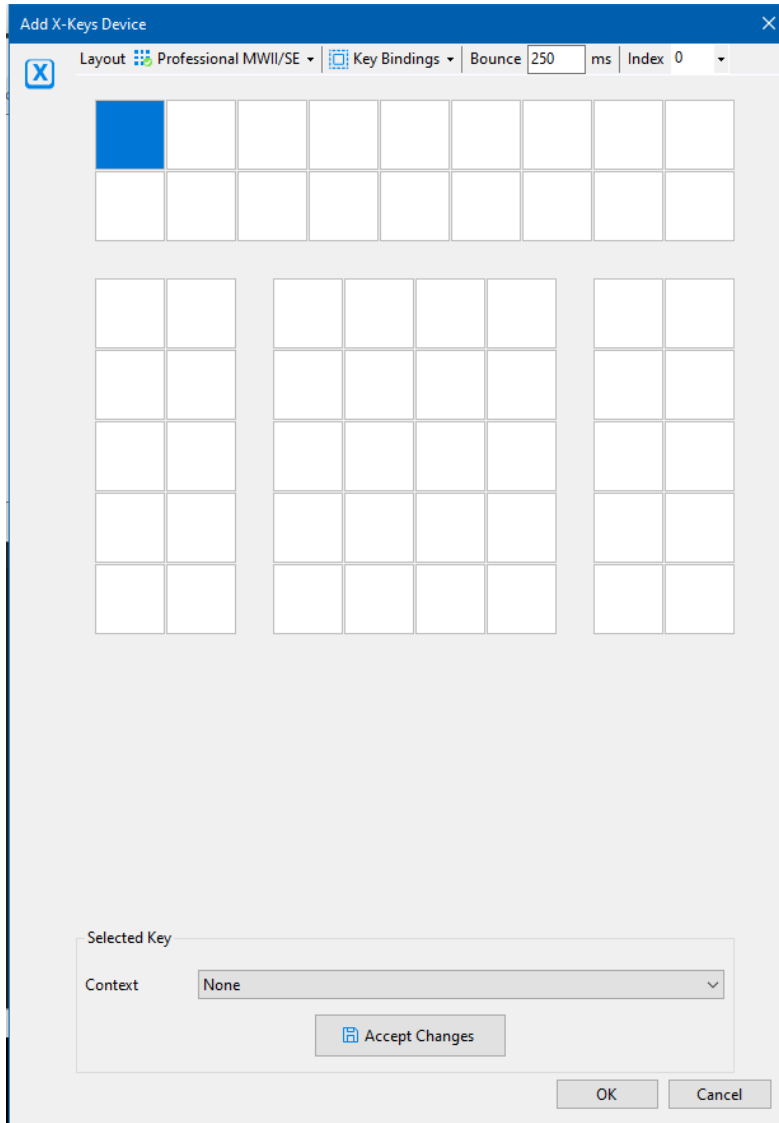 Add X-Keys Device
X
Layout Professional MWII/SE Key Bindings Bounce 250 ms Index 0
Selected Key
Context None
Accept Changes
OK Cancel